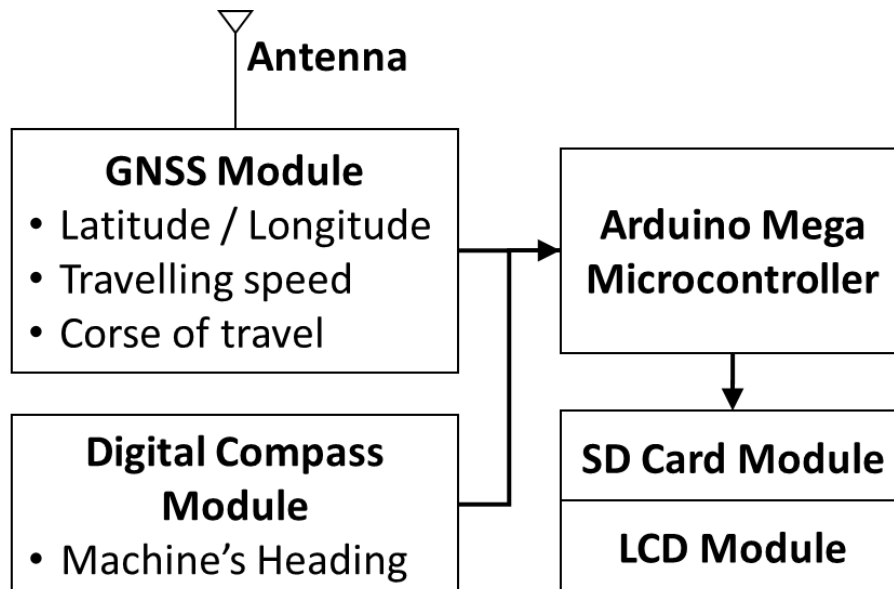 Antenna
GNSS Module
• Latitude / Longitude
• Travelling speed
• Corse of travel
Arduino Mega
Microcontroller
Digital Compass
Module
• Machine’s Heading
SD Card Module
LCD Module